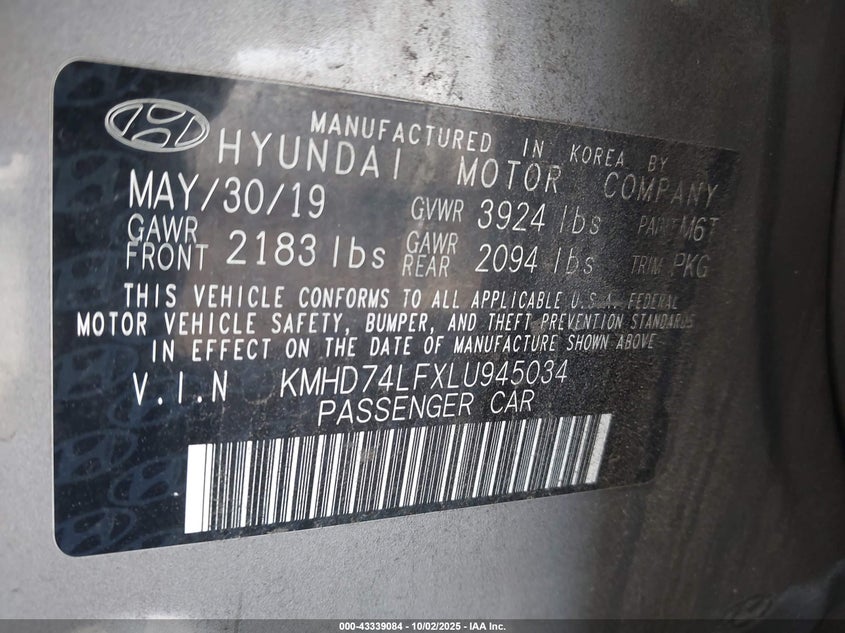 MANUFACTURED IN KOREA BY
HYUNDAI MOTOR COMPANY
MAY/30/19 GVWR 3924 lbs PAINT M6T
GAWR FRONT 2183 lbs GAWR REAR 2094 lbs TRIM PKG
THIS VEHICLE CONFORMS TO ALL APPLICABLE U.S.A. FEDERAL
MOTOR VEHICLE SAFETY, BUMPER, AND THEFT PREVENTION STANDARDS
IN EFFECT ON THE DATE OF MANUFACTURE SHOWN ABOVE
V.I.N KMHD74LFXLU945034
PASSENGER CAR
000-43339084 - 10/02/2025 - IAA Inc.